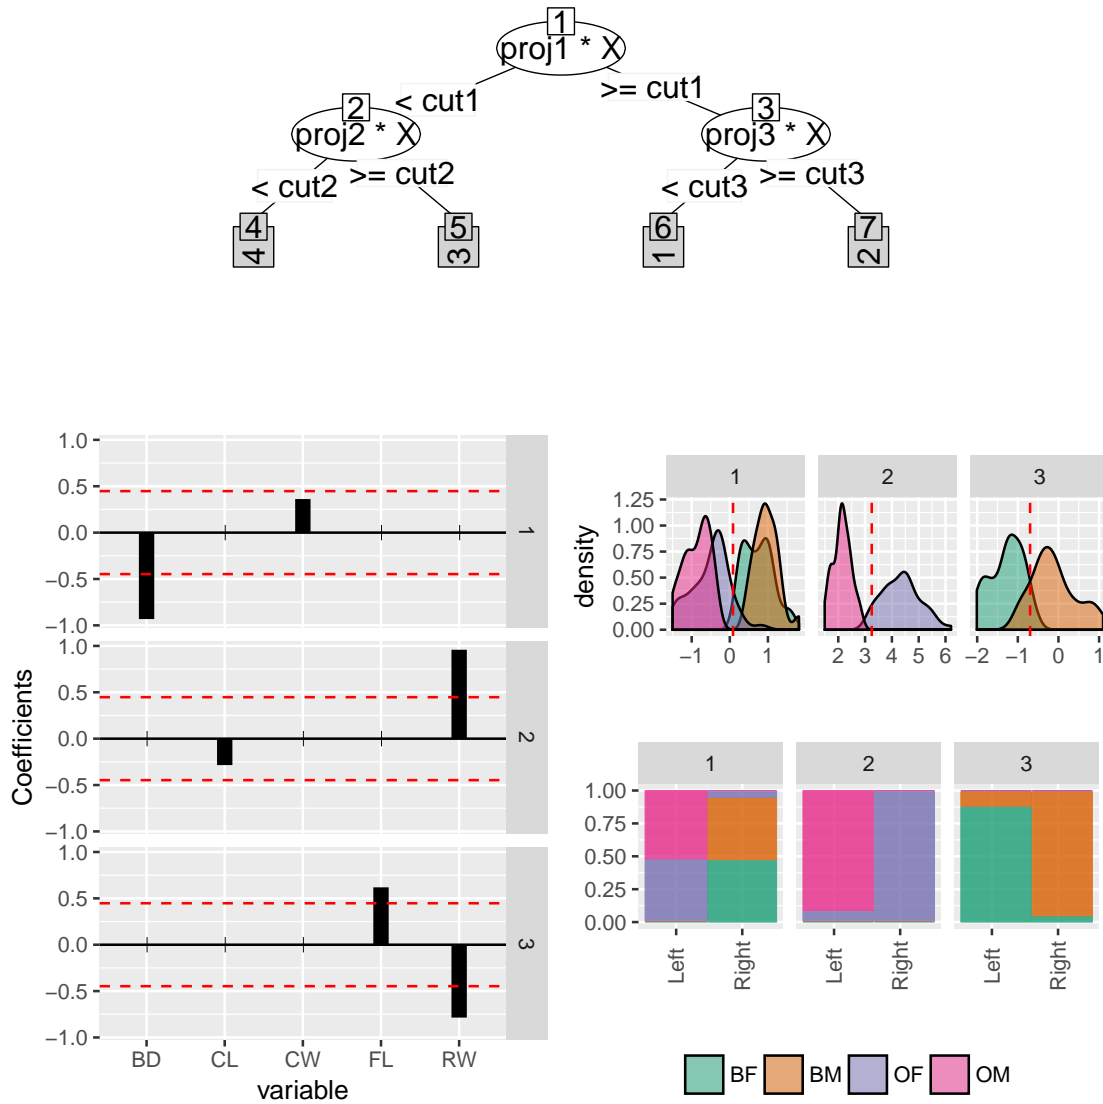 1
proj1 * X
< cut1
>= cut1
2
proj2 * X
3
proj3 * X
< cut2
>= cut2
< cut3
>= cut3
4
4
5
3
6
1
7
2
Coefficients
1.0
0.5
0.0
−0.5
−1.0
1
1.0
0.5
0.0
−0.5
−1.0
2
1.0
0.5
0.0
−0.5
−1.0
3
BD CL CW FL RW
variable
1 2 3
density
1.25
1.00
0.75
0.50
0.25
0.00
−1 0 1 2 3 4 5 6 −2 −1 0 1
1 2 3
1.00
0.75
0.50
0.25
0.00
Left Right Left Right Left Right
BF BM OF OM